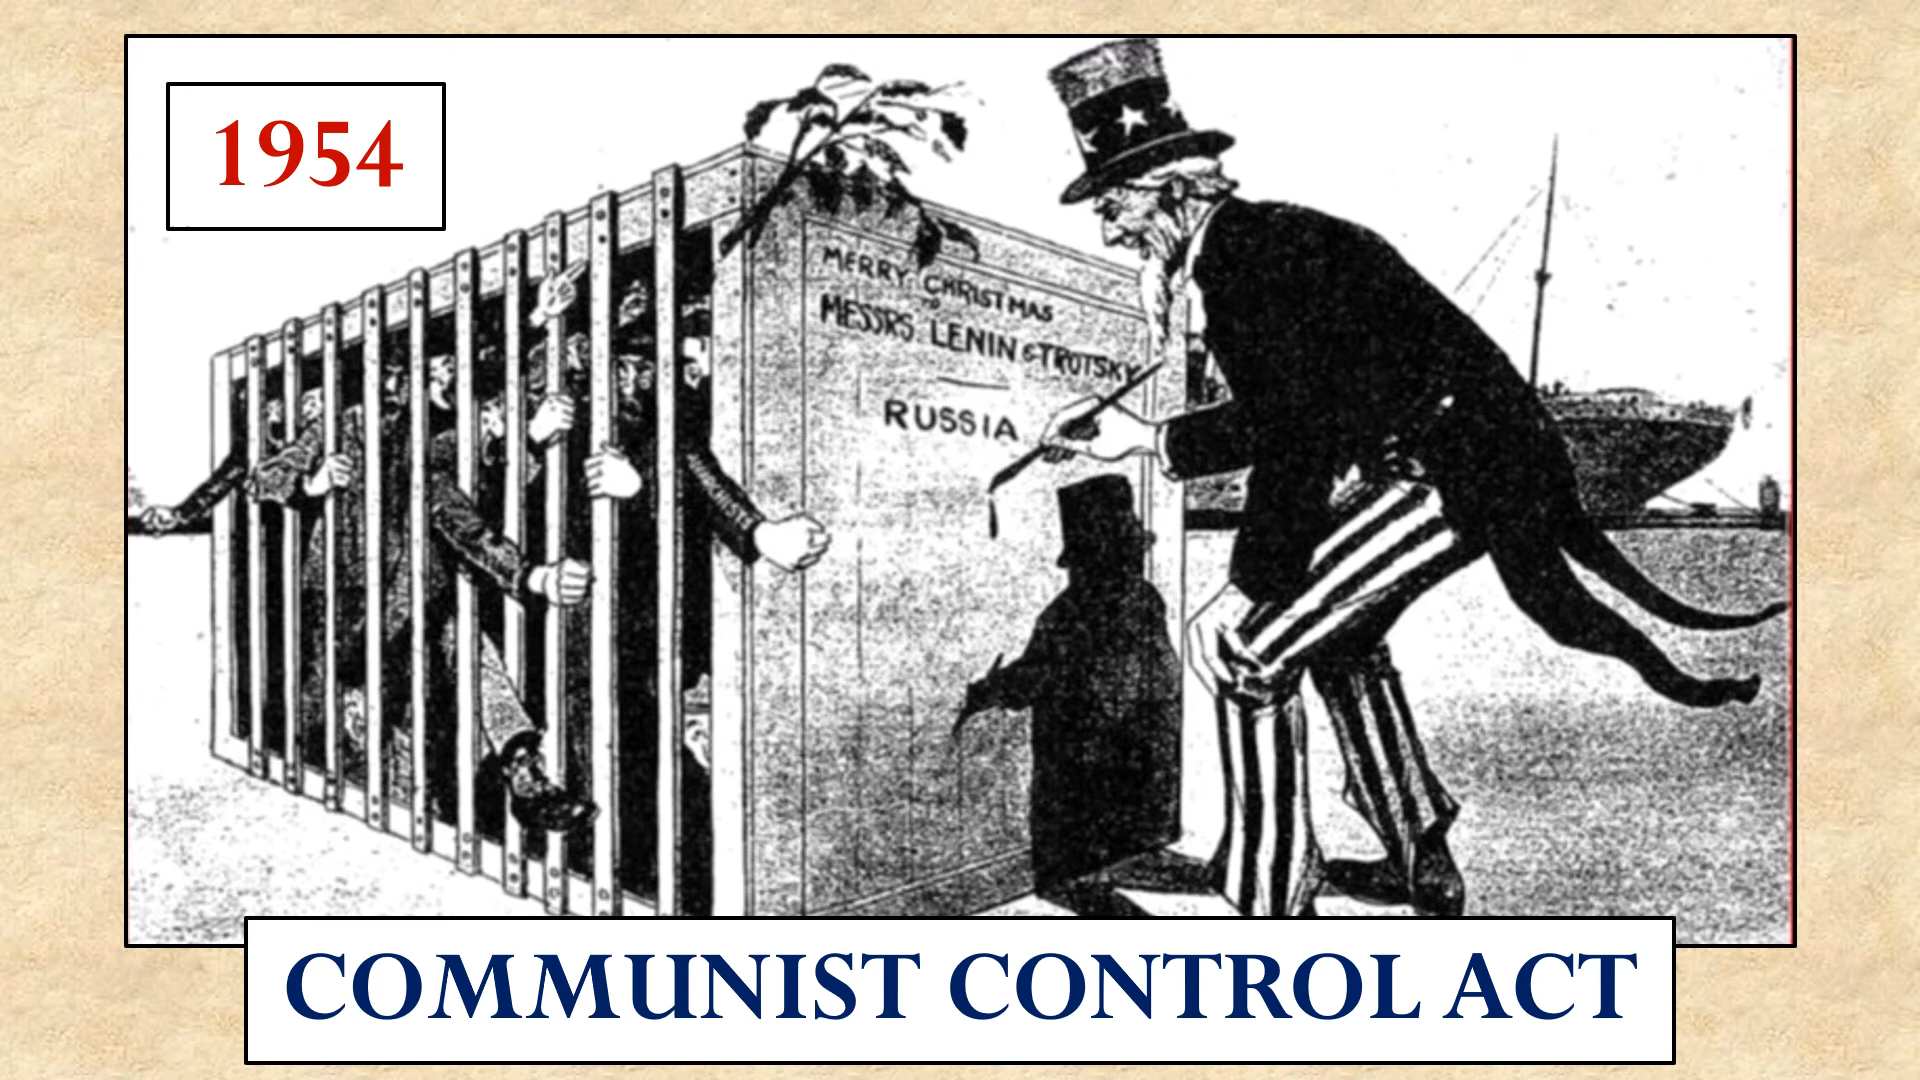 1954
MERRY CHRISTMAS
TO
MESSRS LENIN & TROTSKY
RUSSIA
COMMUNIST CONTROL ACT